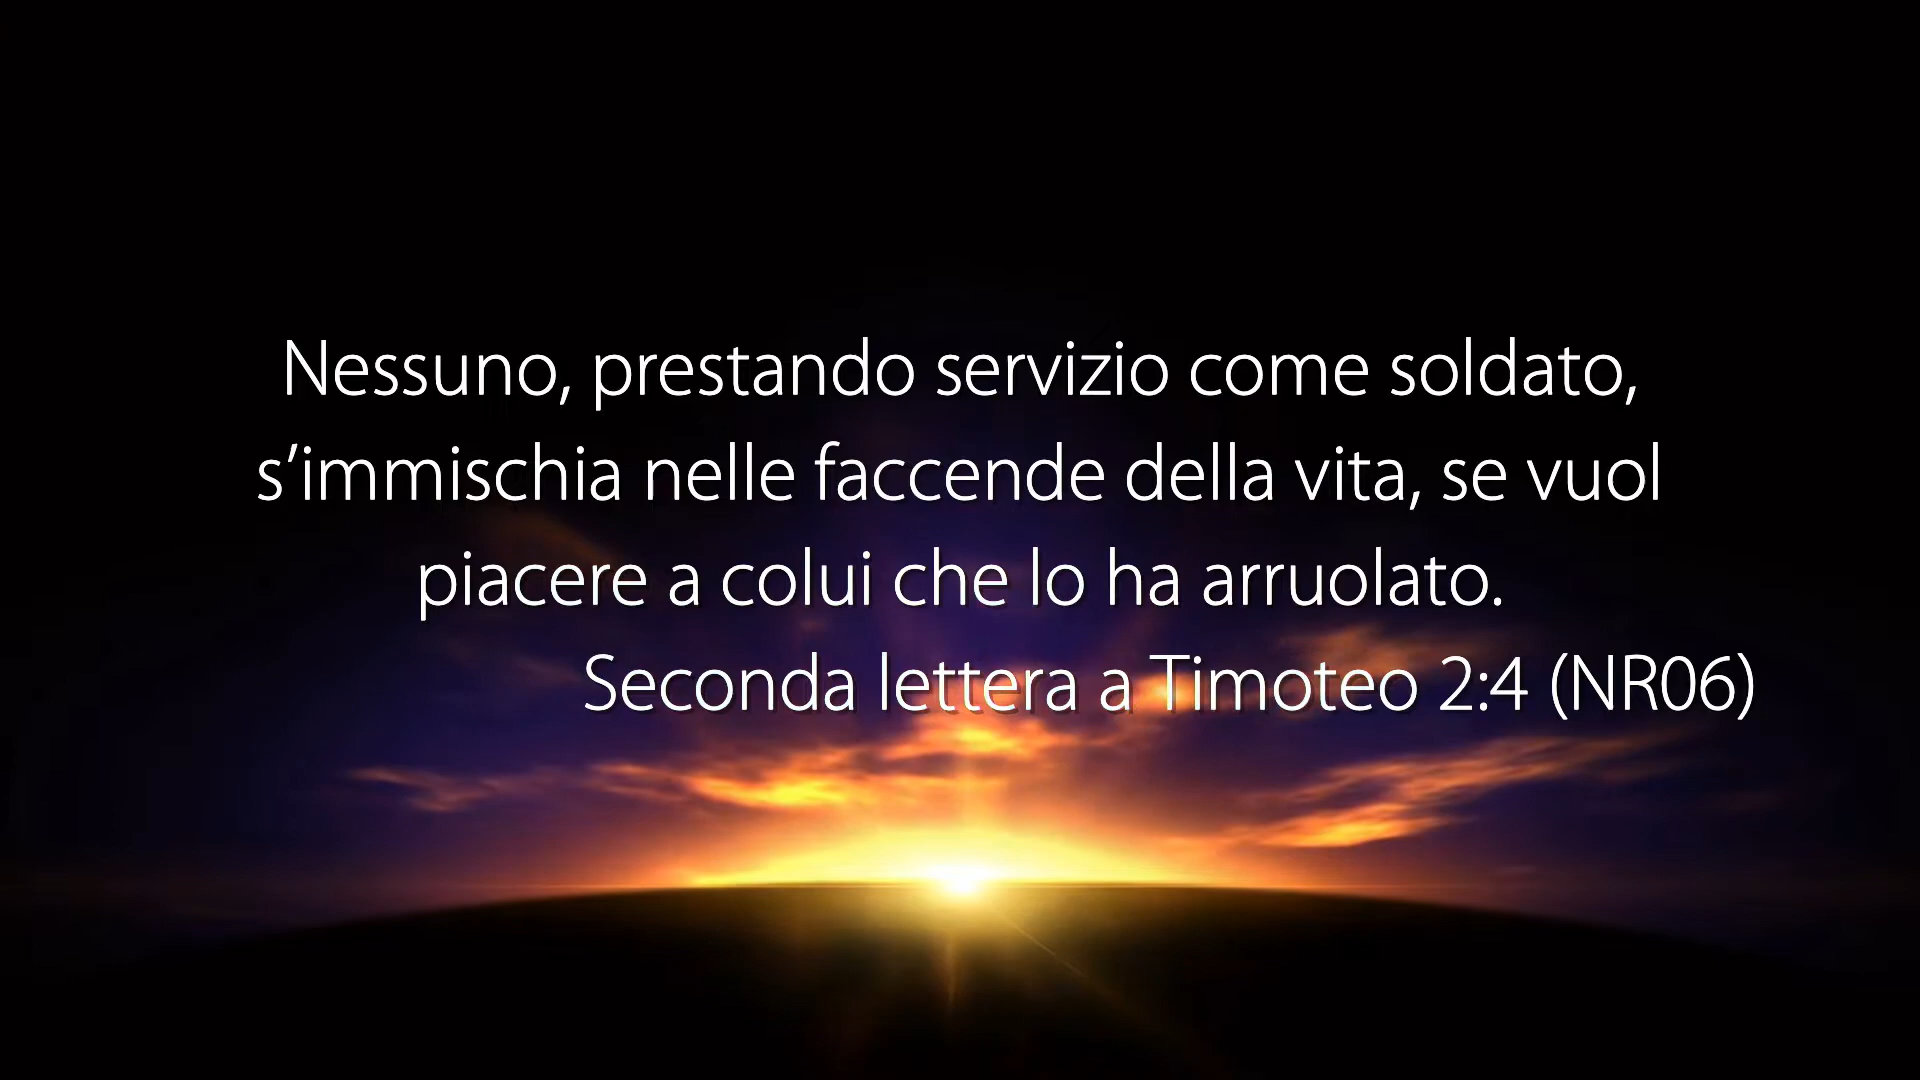 Nessuno, prestando servizio come soldato,
s’immischia nelle faccende della vita, se vuol
piacere a colui che lo ha arruolato.
Seconda lettera a Timoteo 2:4 (NR06)